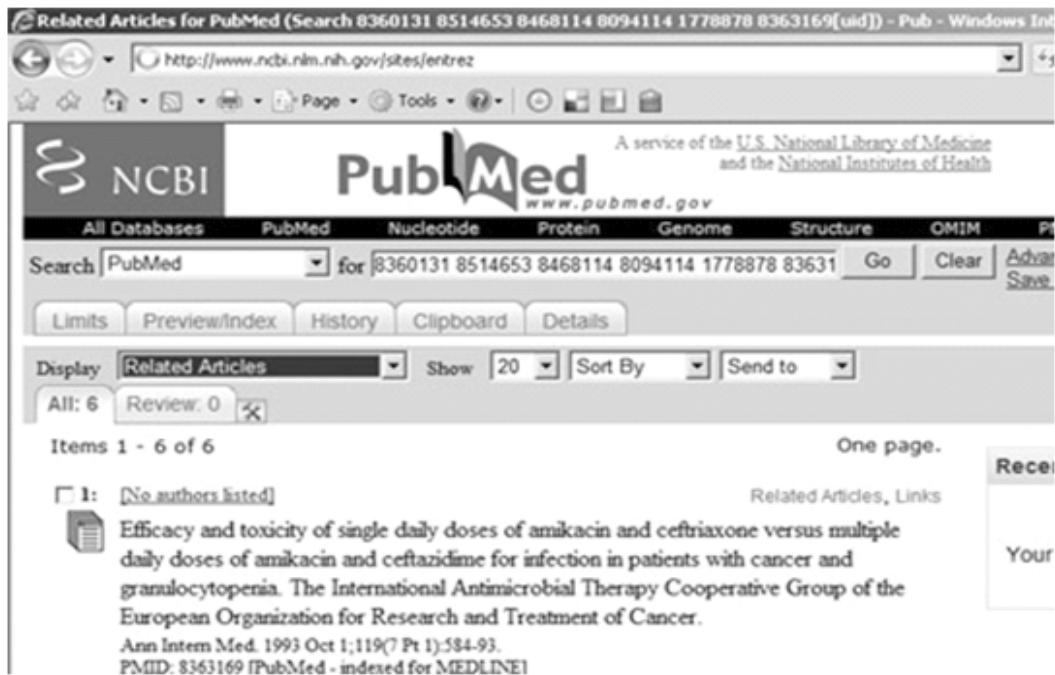 Related Articles for PubMed (Search 8360131 8514653 8468114 8094114 1778878 8363169[uid]) - Pub - Windows Int
http://www.ncbi.nlm.nih.gov/sites/entrez
Page Tools
A service of the U.S. National Library of Medicine
and the National Institutes of Health
NCBI
PubMed
www.pubmed.gov
All Databases PubMed Nucleotide Protein Genome Structure OMIM
Search PubMed for 8360131 8514653 8468114 8094114 1778878 83631 Go Clear Advan
Save
Limits Preview/Index History Clipboard Details
Display Related Articles Show 20 Sort By Send to
All: 6 Review: 0
Items 1 - 6 of 6 One page.
Recei
1: [No authors listed] Related Articles, Links
Efficacy and toxicity of single daily doses of amikacin and ceftriaxone versus multiple
daily doses of amikacin and ceftazidime for infection in patients with cancer and
Your
granulocytopenia. The International Antimicrobial Therapy Cooperative Group of the
European Organization for Research and Treatment of Cancer.
Ann Intern Med. 1993 Oct 1;119(7 Pt 1):584-93.
PMID: 8363169 [PubMed - indexed for MEDLINE]